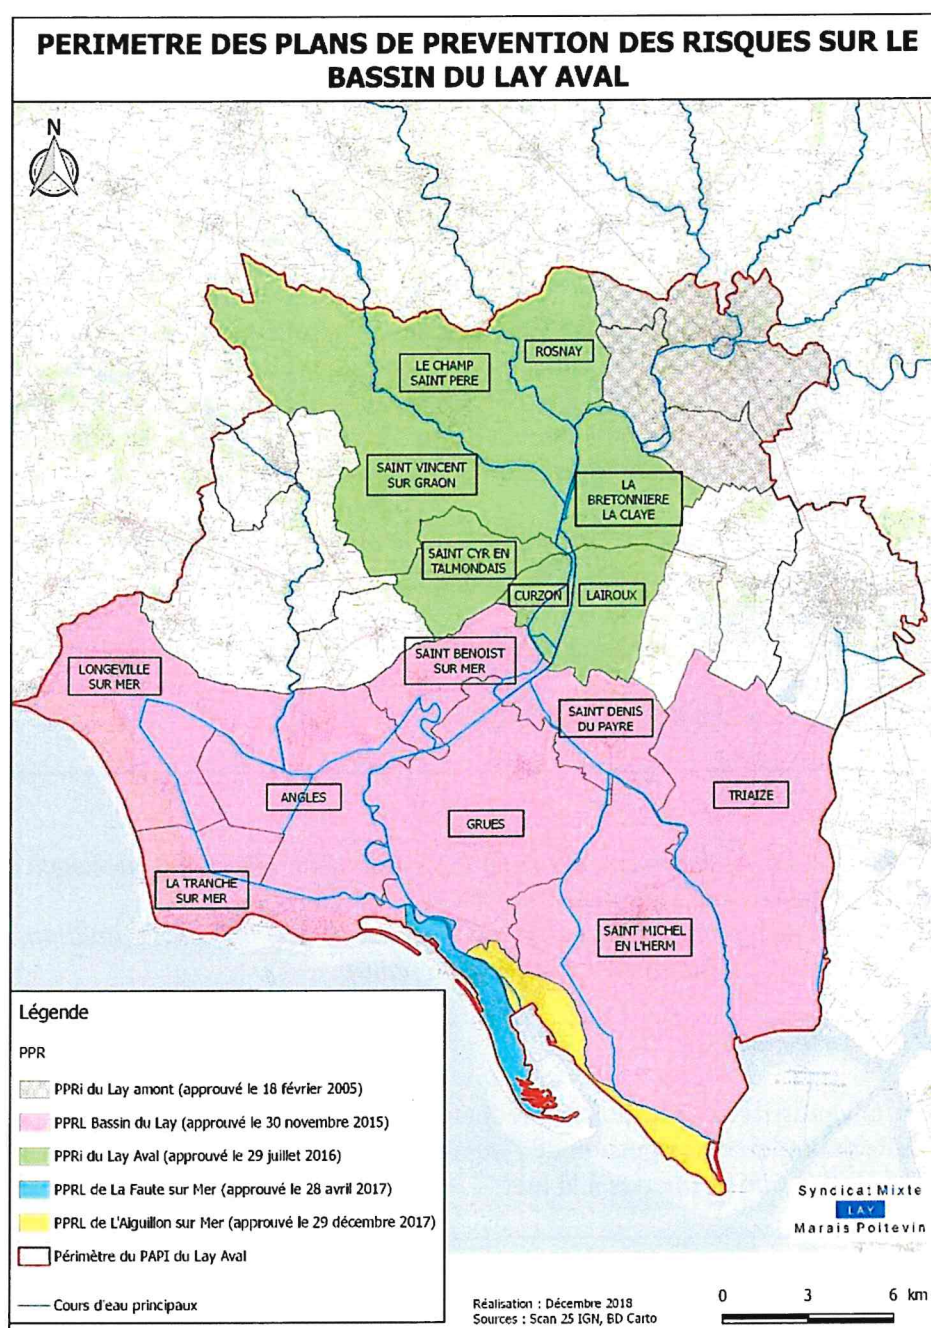 PERIMETRE DES PLANS DE PREVENTION DES RISQUES SUR LE
BASSIN DU LAY AVAL
N
ROSNAY
LE CHAMP
SAINT PERE
SAINT VINCENT
SUR GRAON
LA
BRETONNIERE
LA CLAYE
SAINT CYR EN
TALMONDAIS
CURZON
LAIROUX
SAINT BENOIST
SUR MER
LONGEVILLE
SUR MER
SAINT DENIS
DU PAYRE
ANGLES
TRIAIZE
GRUES
LA TRANCHE
SUR MER
SAINT MICHEL
EN L'HERM
Légende
PPR
PPRi du Lay amont (approuvé le 18 février 2005)
PPRL Bassin du Lay (approuvé le 30 novembre 2015)
PPRi du Lay Aval (approuvé le 29 juillet 2016)
PPRL de La Faute sur Mer (approuvé le 28 avril 2017)
PPRL de L'Aiguillon sur Mer (approuvé le 29 décembre 2017)
Périmètre du PAPI du Lay Aval
Cours d'eau principaux
Syndicat Mixte
LAY
Marais Poitevin
Réalisation : Décembre 2018
Sources : Scan 25 IGN, BD Carto
0 3 6 km